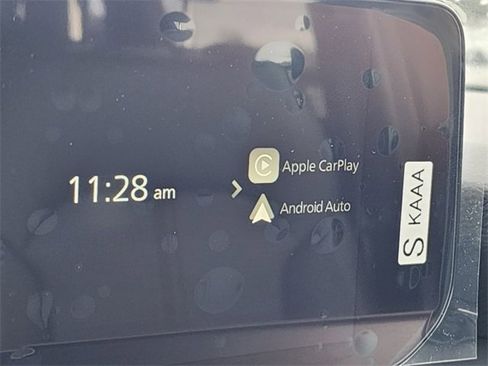 11:28 am
Apple CarPlay
Android Auto
S KAAA